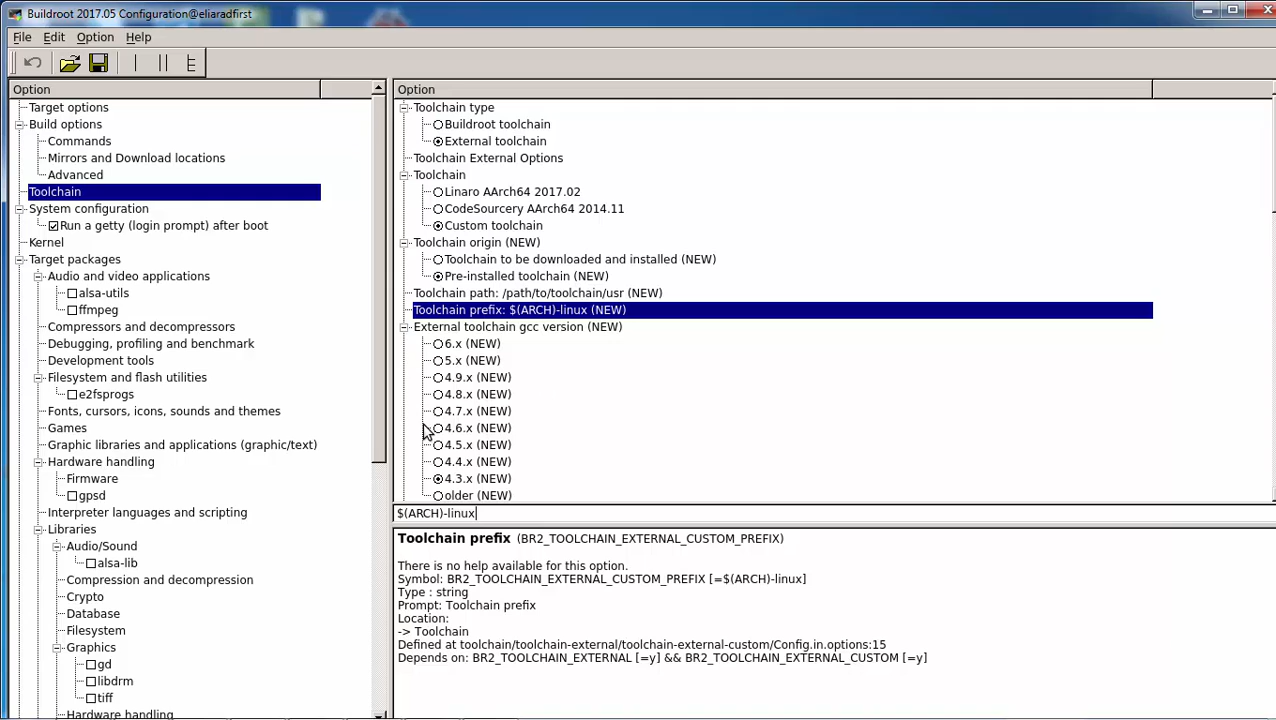 Buildroot 2017.05 Configuration@eliaradfirst
File Edit Option Help
Option
Target options
Build options
Commands
Mirrors and Download locations
Advanced
Toolchain
System configuration
Run a getty (login prompt) after boot
Kernel
Target packages
Audio and video applications
alsa-utils
ffmpeg
Compressors and decompressors
Debugging, profiling and benchmark
Development tools
Filesystem and flash utilities
e2fsprogs
Fonts, cursors, icons, sounds and themes
Games
Graphic libraries and applications (graphic/text)
Hardware handling
Firmware
gpsd
Interpreter languages and scripting
Libraries
Audio/Sound
alsa-lib
Compression and decompression
Crypto
Database
Filesystem
Graphics
gd
libdrm
tiff
Hardware handling
Option
Toolchain type
Buildroot toolchain
External toolchain
Toolchain External Options
Toolchain
Linaro AArch64 2017.02
CodeSourcery AArch64 2014.11
Custom toolchain
Toolchain origin (NEW)
Toolchain to be downloaded and installed (NEW)
Pre-installed toolchain (NEW)
Toolchain path: /path/to/toolchain/usr (NEW)
Toolchain prefix: $(ARCH)-linux (NEW)
External toolchain gcc version (NEW)
6.x (NEW)
5.x (NEW)
4.9.x (NEW)
4.8.x (NEW)
4.7.x (NEW)
4.6.x (NEW)
4.5.x (NEW)
4.4.x (NEW)
4.3.x (NEW)
older (NEW)
$(ARCH)-linux
Toolchain prefix (BR2_TOOLCHAIN_EXTERNAL_CUSTOM_PREFIX)
There is no help available for this option.
Symbol: BR2_TOOLCHAIN_EXTERNAL_CUSTOM_PREFIX [=$(ARCH)-linux]
Type : string
Prompt: Toolchain prefix
Location:
-> Toolchain
Defined at toolchain/toolchain-external/toolchain-external-custom/Config.in.options:15
Depends on: BR2_TOOLCHAIN_EXTERNAL [=y] && BR2_TOOLCHAIN_EXTERNAL_CUSTOM [=y]